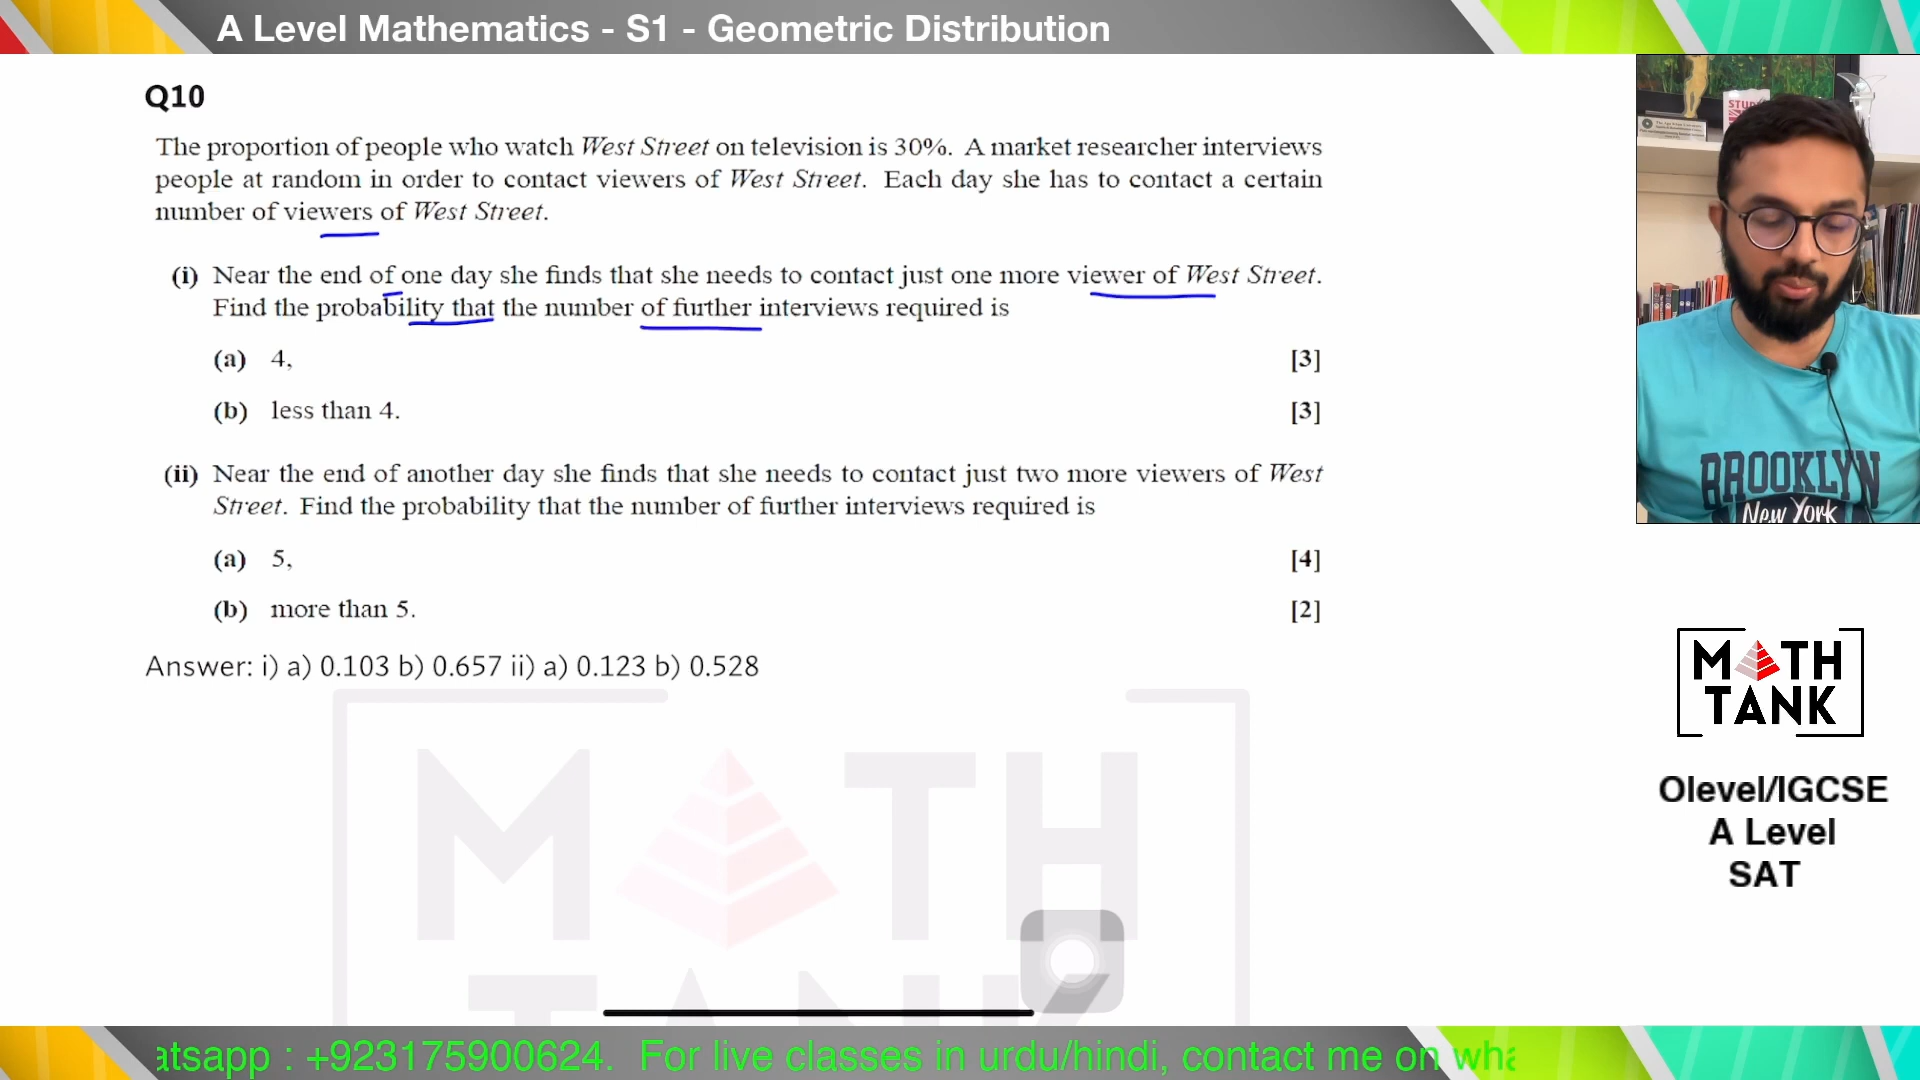 A Level Mathematics - S1 - Geometric Distribution
Q10
The proportion of people who watch West Street on television is 30%. A market researcher interviews
people at random in order to contact viewers of West Street. Each day she has to contact a certain
number of viewers of West Street.
(i) Near the end of one day she finds that she needs to contact just one more viewer of West Street.
Find the probability that the number of further interviews required is
(a) 4, [3]
(b) less than 4. [3]
(ii) Near the end of another day she finds that she needs to contact just two more viewers of West
Street. Find the probability that the number of further interviews required is
(a) 5, [4]
(b) more than 5. [2]
Answer: i) a) 0.103 b) 0.657 ii) a) 0.123 b) 0.528
BROOKLYN
New York
MATH
TANK
Olevel/IGCSE
A Level
SAT
MATH
TANK
atsapp : +923175900624. For live classes in urdu/hindi, contact me on wha